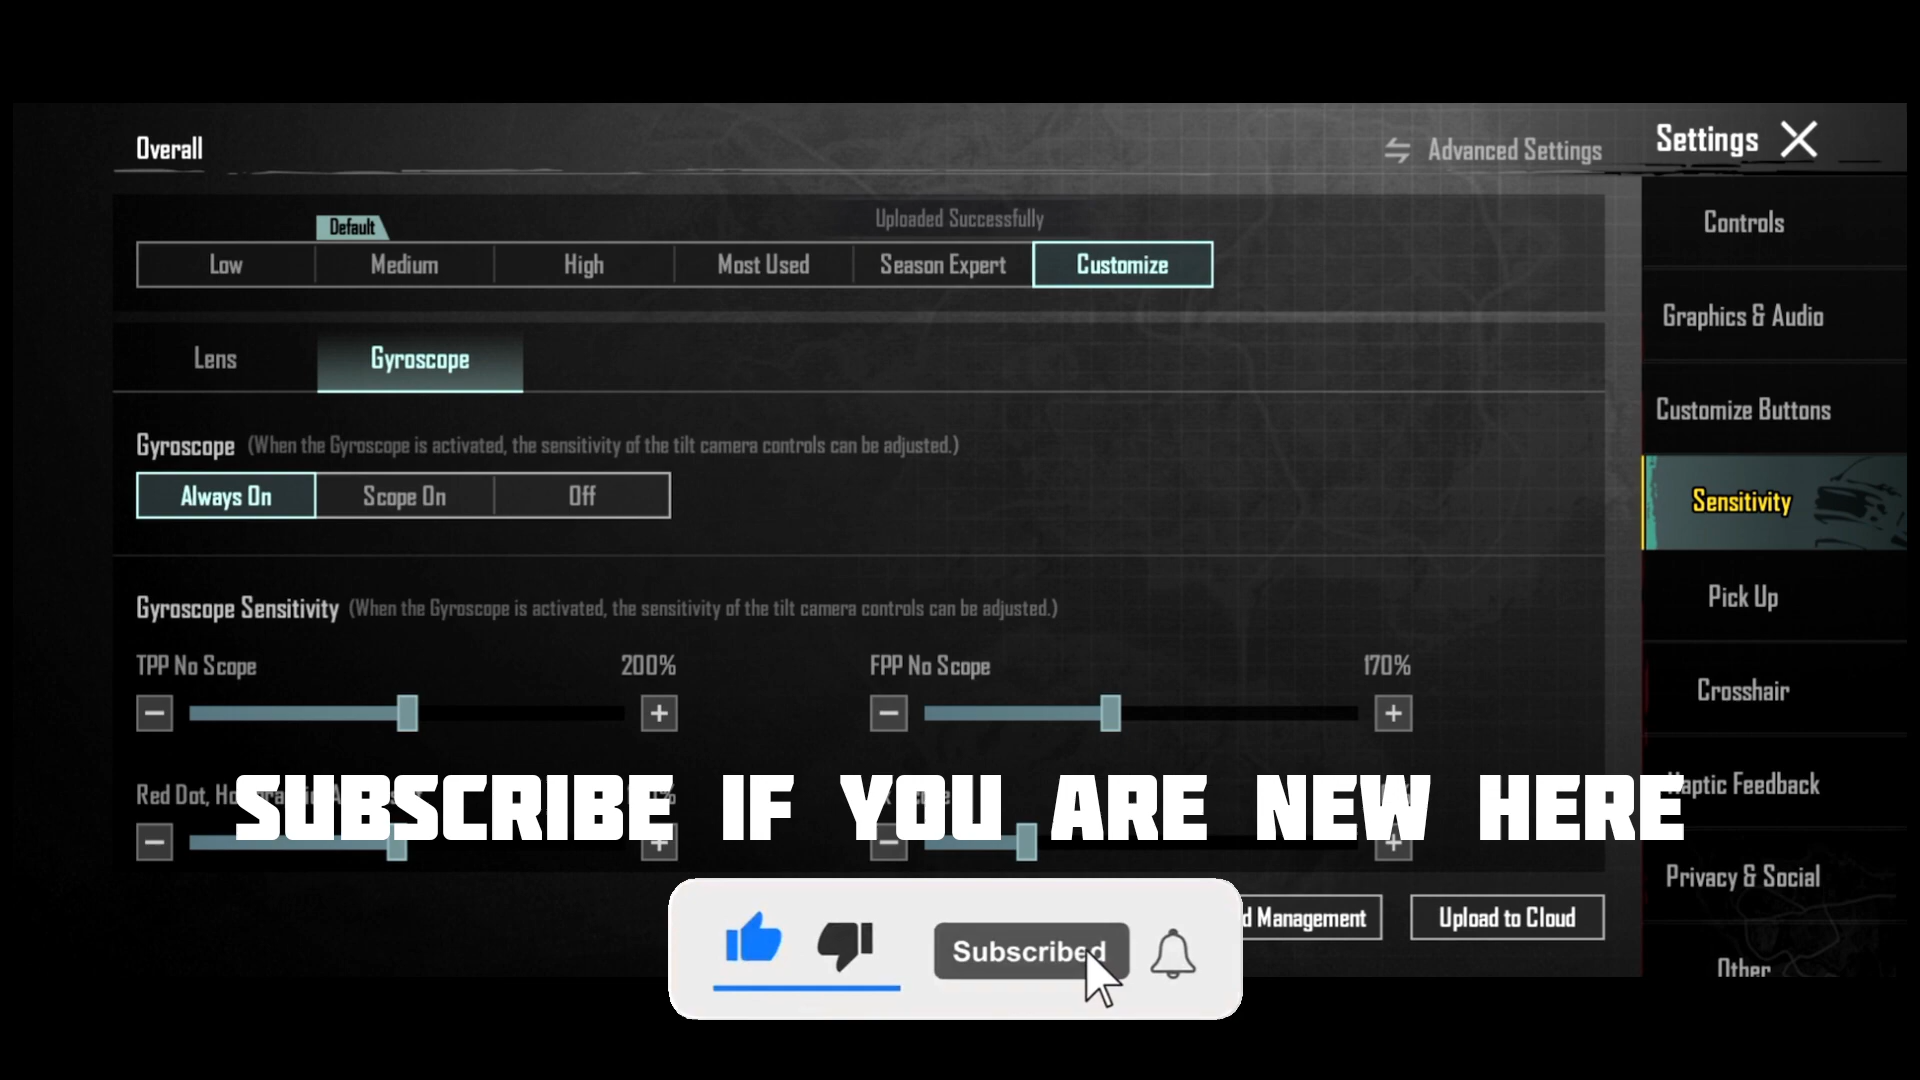 Overall
Advanced Settings
Settings
Default
Uploaded Successfully
Low
Medium
High
Most Used
Season Expert
Customize
Lens
Gyroscope
Gyroscope (When the Gyroscope is activated, the sensitivity of the tilt camera controls can be adjusted.)
Always On
Scope On
Off
Gyroscope Sensitivity (When the Gyroscope is activated, the sensitivity of the tilt camera controls can be adjusted.)
TPP No Scope
200%
FPP No Scope
170%
Red Dot,
SUBSCRIBE IF YOU ARE NEW HERE
Management
Upload to Cloud
Subscribed
Controls
Graphics & Audio
Customize Buttons
Sensitivity
Pick Up
Crosshair
Feedback
Privacy & Social
Other